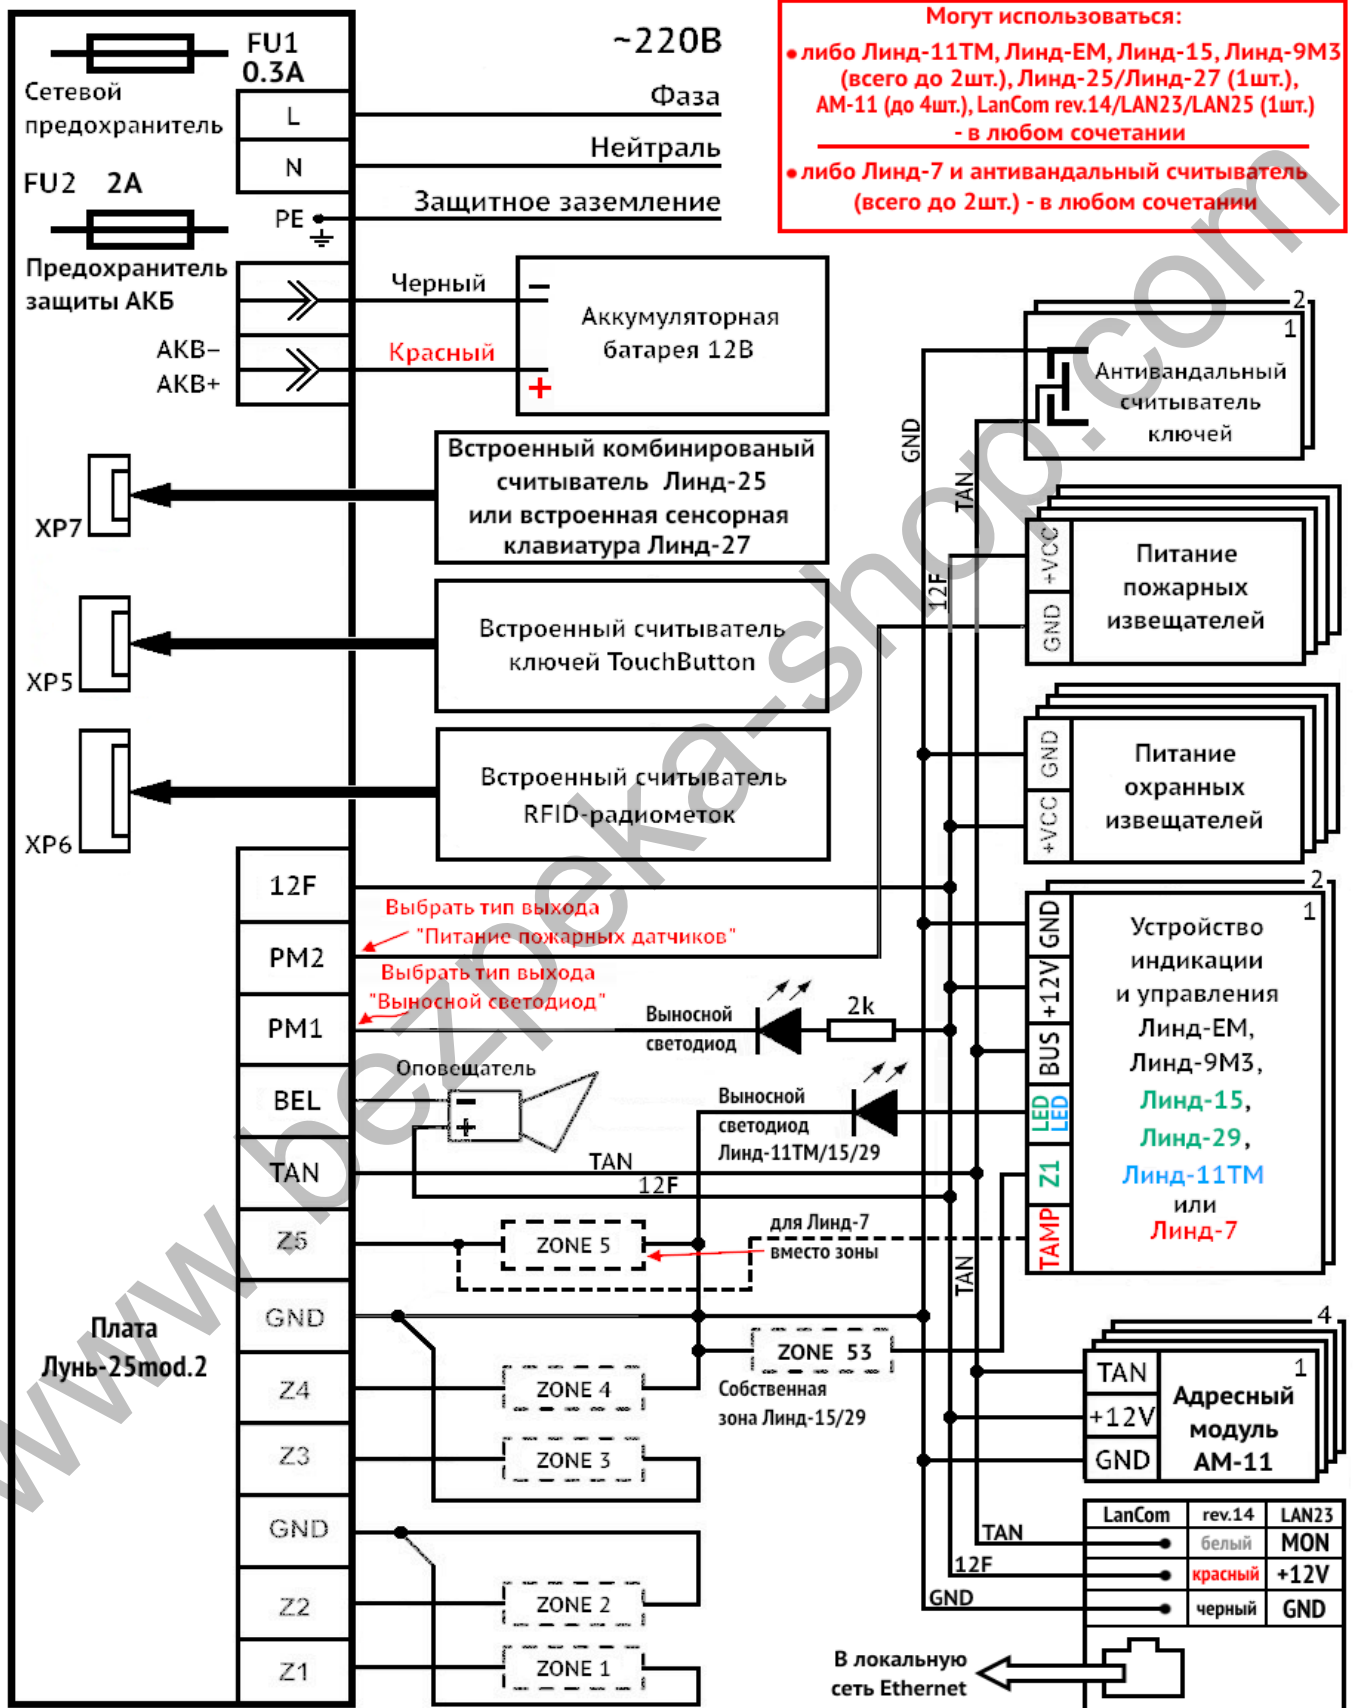 FU1
0.3A
Сетевой
предохранитель
FU2 2A
Предохранитель
защиты АКБ
L
N
PE
~220В
Фаза
Нейтраль
Защитное заземление
Могут использоваться:
• либо Линд-11ТМ, Линд-ЕМ, Линд-15, Линд-9М3
(всего до 2шт.), Линд-25/Линд-27 (1шт.),
АМ-11 (до 4шт.), LanCom rev.14/LAN23/LAN25 (1шт.)
- в любом сочетании
• либо Линд-7 и антивандальный считыватель
(всего до 2шт.) - в любом сочетании
АКВ–
АКВ+
Черный
Красный
–
+
Аккумуляторная
батарея 12В
2
1
Антивандальный
считыватель
ключей
GND
TAN
12F
XP7
Встроенный комбинированый
считыватель Линд-25
или встроенная сенсорная
клавиатура Линд-27
XP5
Встроенный считыватель
ключей TouchButton
XP6
Встроенный считыватель
RFID-радиометок
+VCC
GND
Питание
пожарных
извещателей
GND
+VCC
Питание
охранных
извещателей
12F
PM2
PM1
BEL
TAN
Z5
GND
Z4
Z3
GND
Z2
Z1
Выбрать тип выхода
"Питание пожарных датчиков"
Выбрать тип выхода
"Выносной светодиод"
Выносной
светодиод
2k
Оповещатель
–
+
Выносной
светодиод
Линд-11ТМ/15/29
TAN
12F
2
1
GND
+12V
BUS
LED
LED
Z1
TAMP
Устройство
индикации
и управления
Линд-ЕМ,
Линд-9М3,
Линд-15,
Линд-29,
Линд-11ТМ
или
Линд-7
ZONE 5
для Линд-7
вместо зоны
TAN
ZONE 53
Собственная
зона Линд-15/29
ZONE 4
ZONE 3
ZONE 2
ZONE 1
Плата
Лунь-25mod.2
4
1
TAN
+12V
GND
Адресный
модуль
АМ-11
LanCom rev.14 LAN23
TAN белый MON
12F красный +12V
GND черный GND
В локальную
сеть Ethernet
www.bezpeka-shop.com